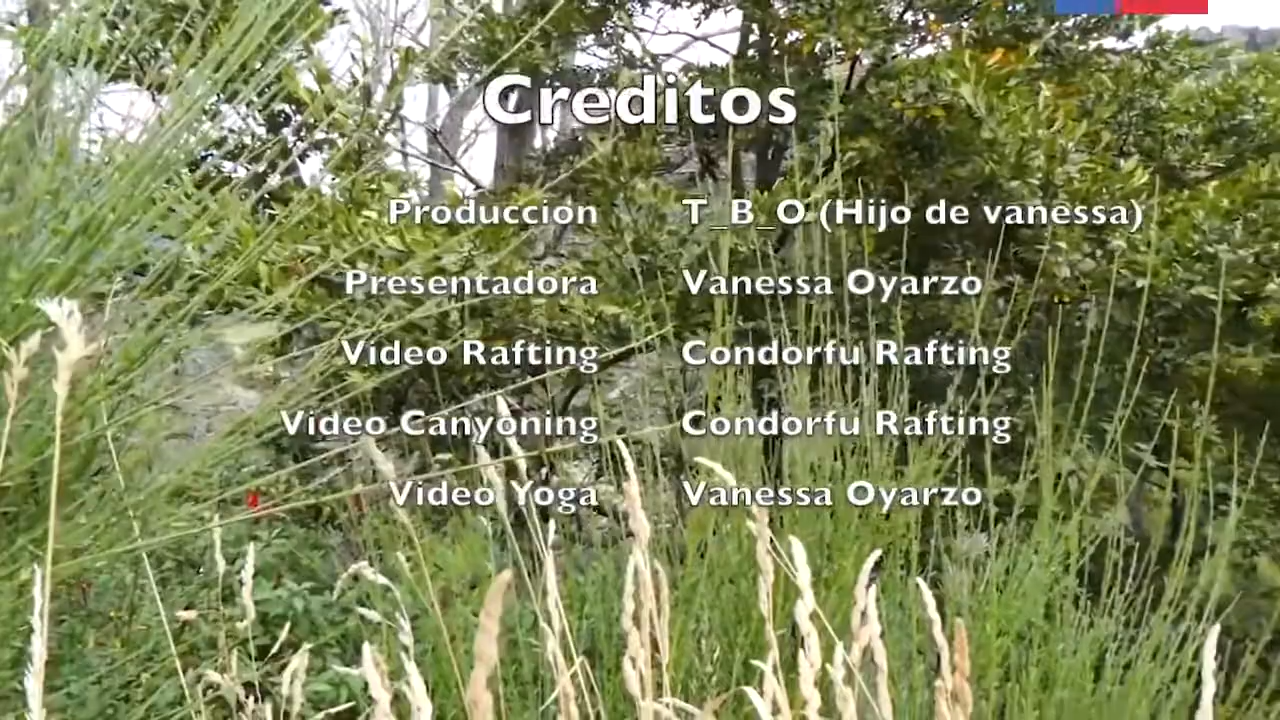 Creditos
Produccion T_B_O (Hijo de vanessa)
Presentadora Vanessa Oyarzo
Video Rafting Condorfu Rafting
Video Canyoning Condorfu Rafting
Video Yoga Vanessa Oyarzo